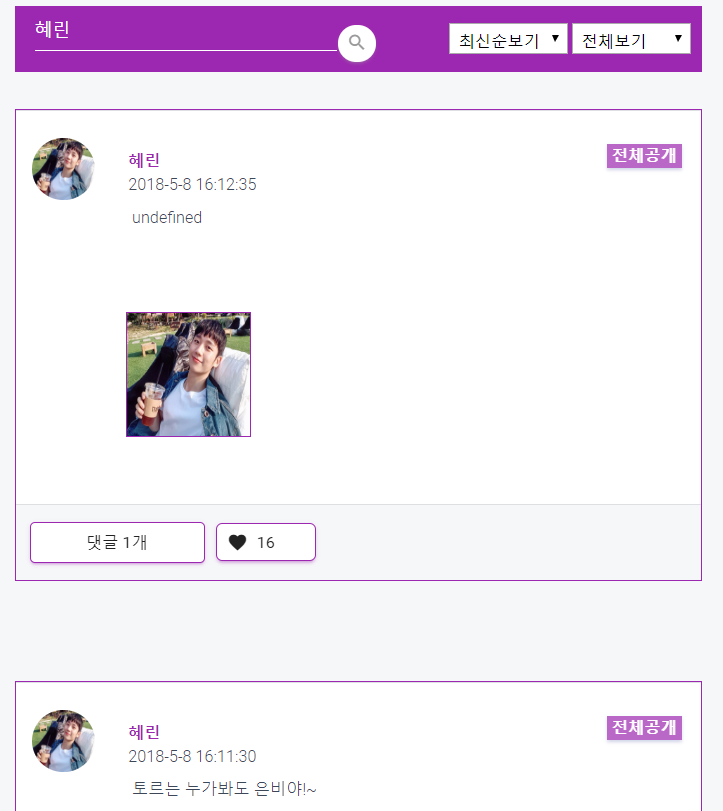 혜린
최신순보기 전체보기
혜린 전체공개
2018-5-8 16:12:35
undefined
댓글 1개 16
혜린 전체공개
2018-5-8 16:11:30
토르는 누가봐도 은비야!~